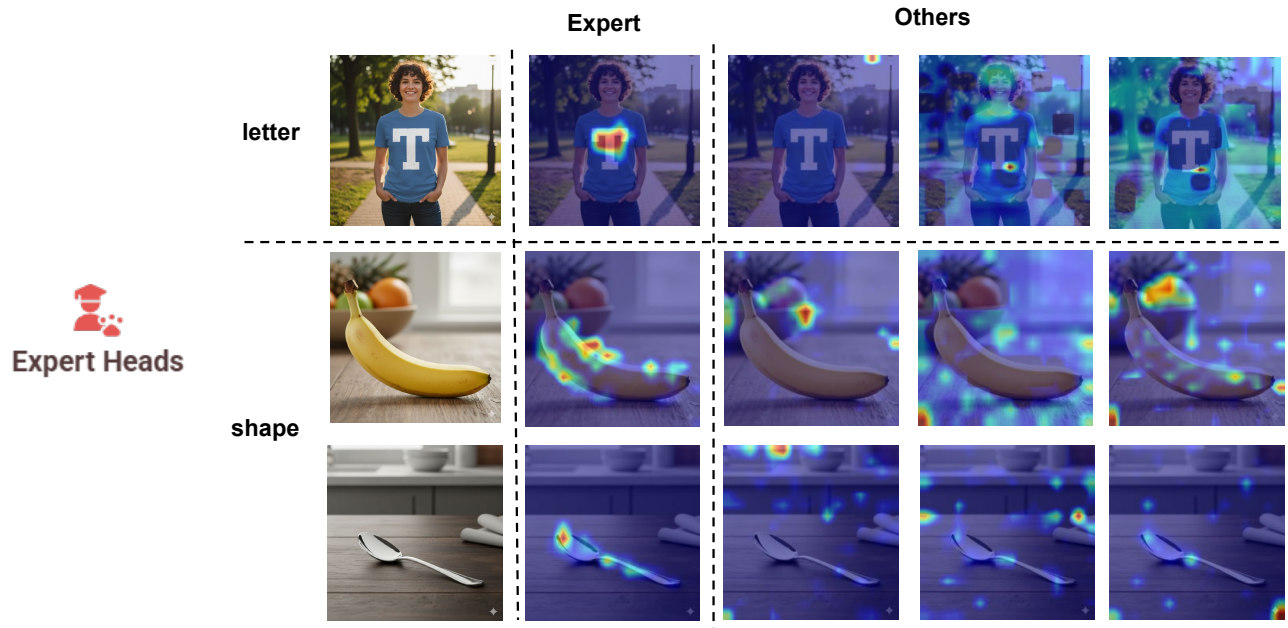 Expert
Others
letter
T
T
T
T
T
Expert Heads
shape